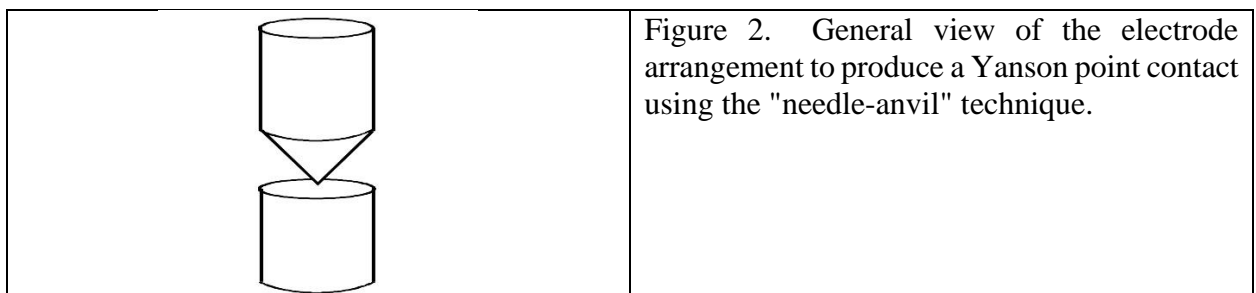 Figure 2. General view of the electrode
arrangement to produce a Yanson point contact
using the "needle-anvil" technique.